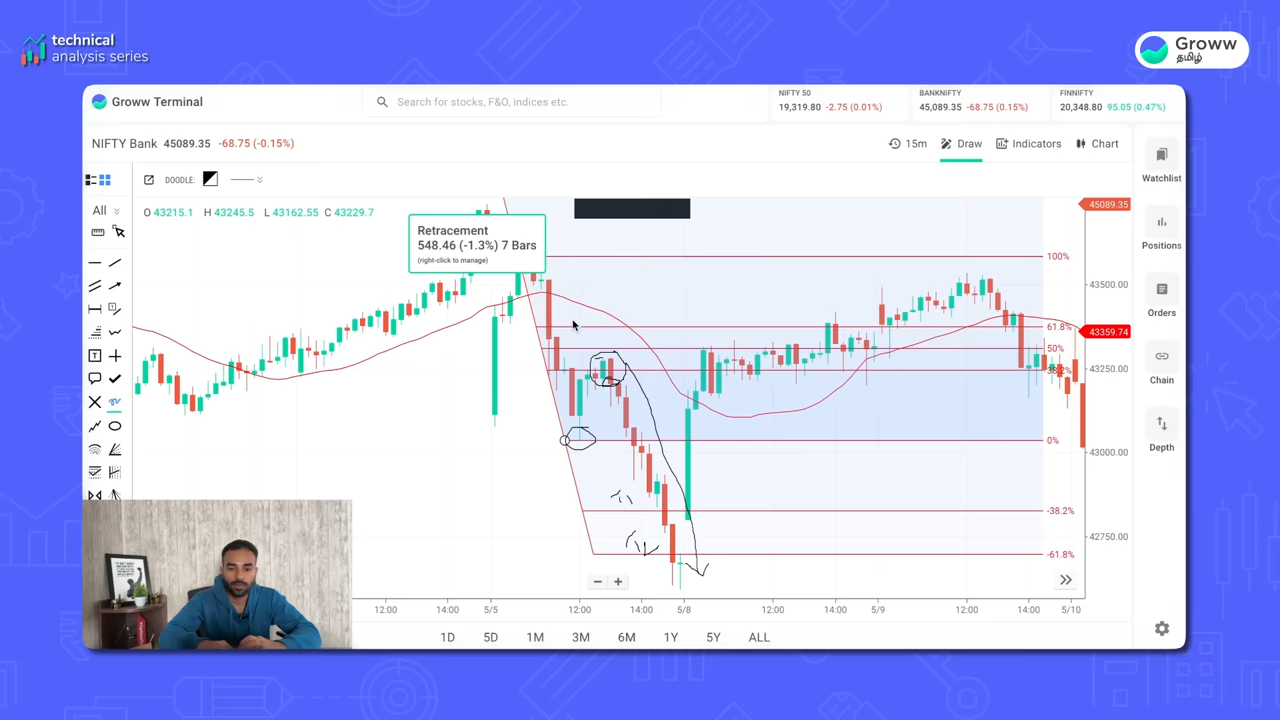 technical
analysis series
Groww
தமிழ்
Groww Terminal
Search for stocks, F&O, indices etc.
NIFTY 50
19,319.80 -2.75 (0.01%)
BANKNIFTY
45,089.35 -68.75 (0.15%)
FINNIFTY
20,348.80 95.05 (0.47%)
NIFTY Bank 45089.35 -68.75 (-0.15%)
15m Draw Indicators Chart
DOODLE:
All
O 43215.1 H 43245.5 L 43162.55 C 43229.7
Retracement
548.46 (-1.3%) 7 Bars
(right-click to manage)
100%
61.8%
50%
38.2%
0%
-38.2%
-61.8%
45089.35
43500.00
43359.74
43250.00
43000.00
42750.00
12:00 14:00 5/5 12:00 14:00 5/8 12:00 14:00 5/9 12:00 14:00 5/10
1D 5D 1M 3M 6M 1Y 5Y ALL
Watchlist
Positions
Orders
Chain
Depth